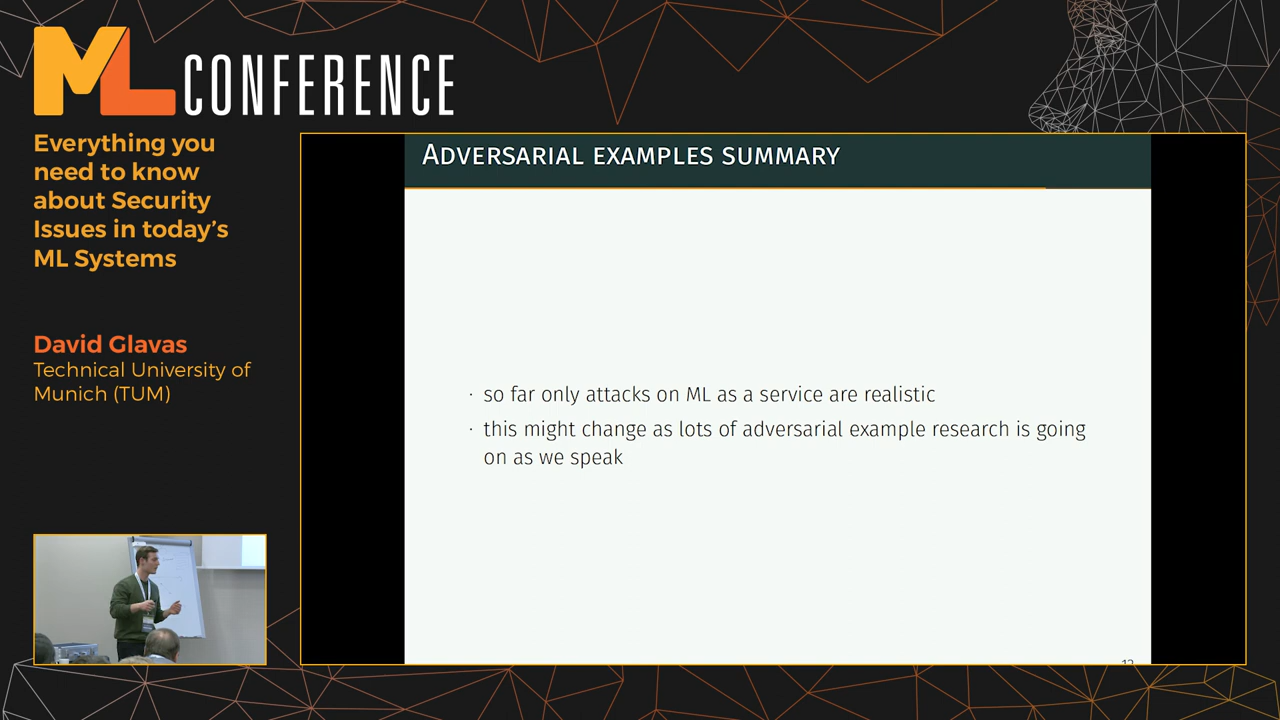 ML CONFERENCE
Everything you
need to know
about Security
Issues in today's
ML Systems
David Glavas
Technical University of
Munich (TUM)
ADVERSARIAL EXAMPLES SUMMARY
· so far only attacks on ML as a service are realistic
· this might change as lots of adversarial example research is going
on as we speak